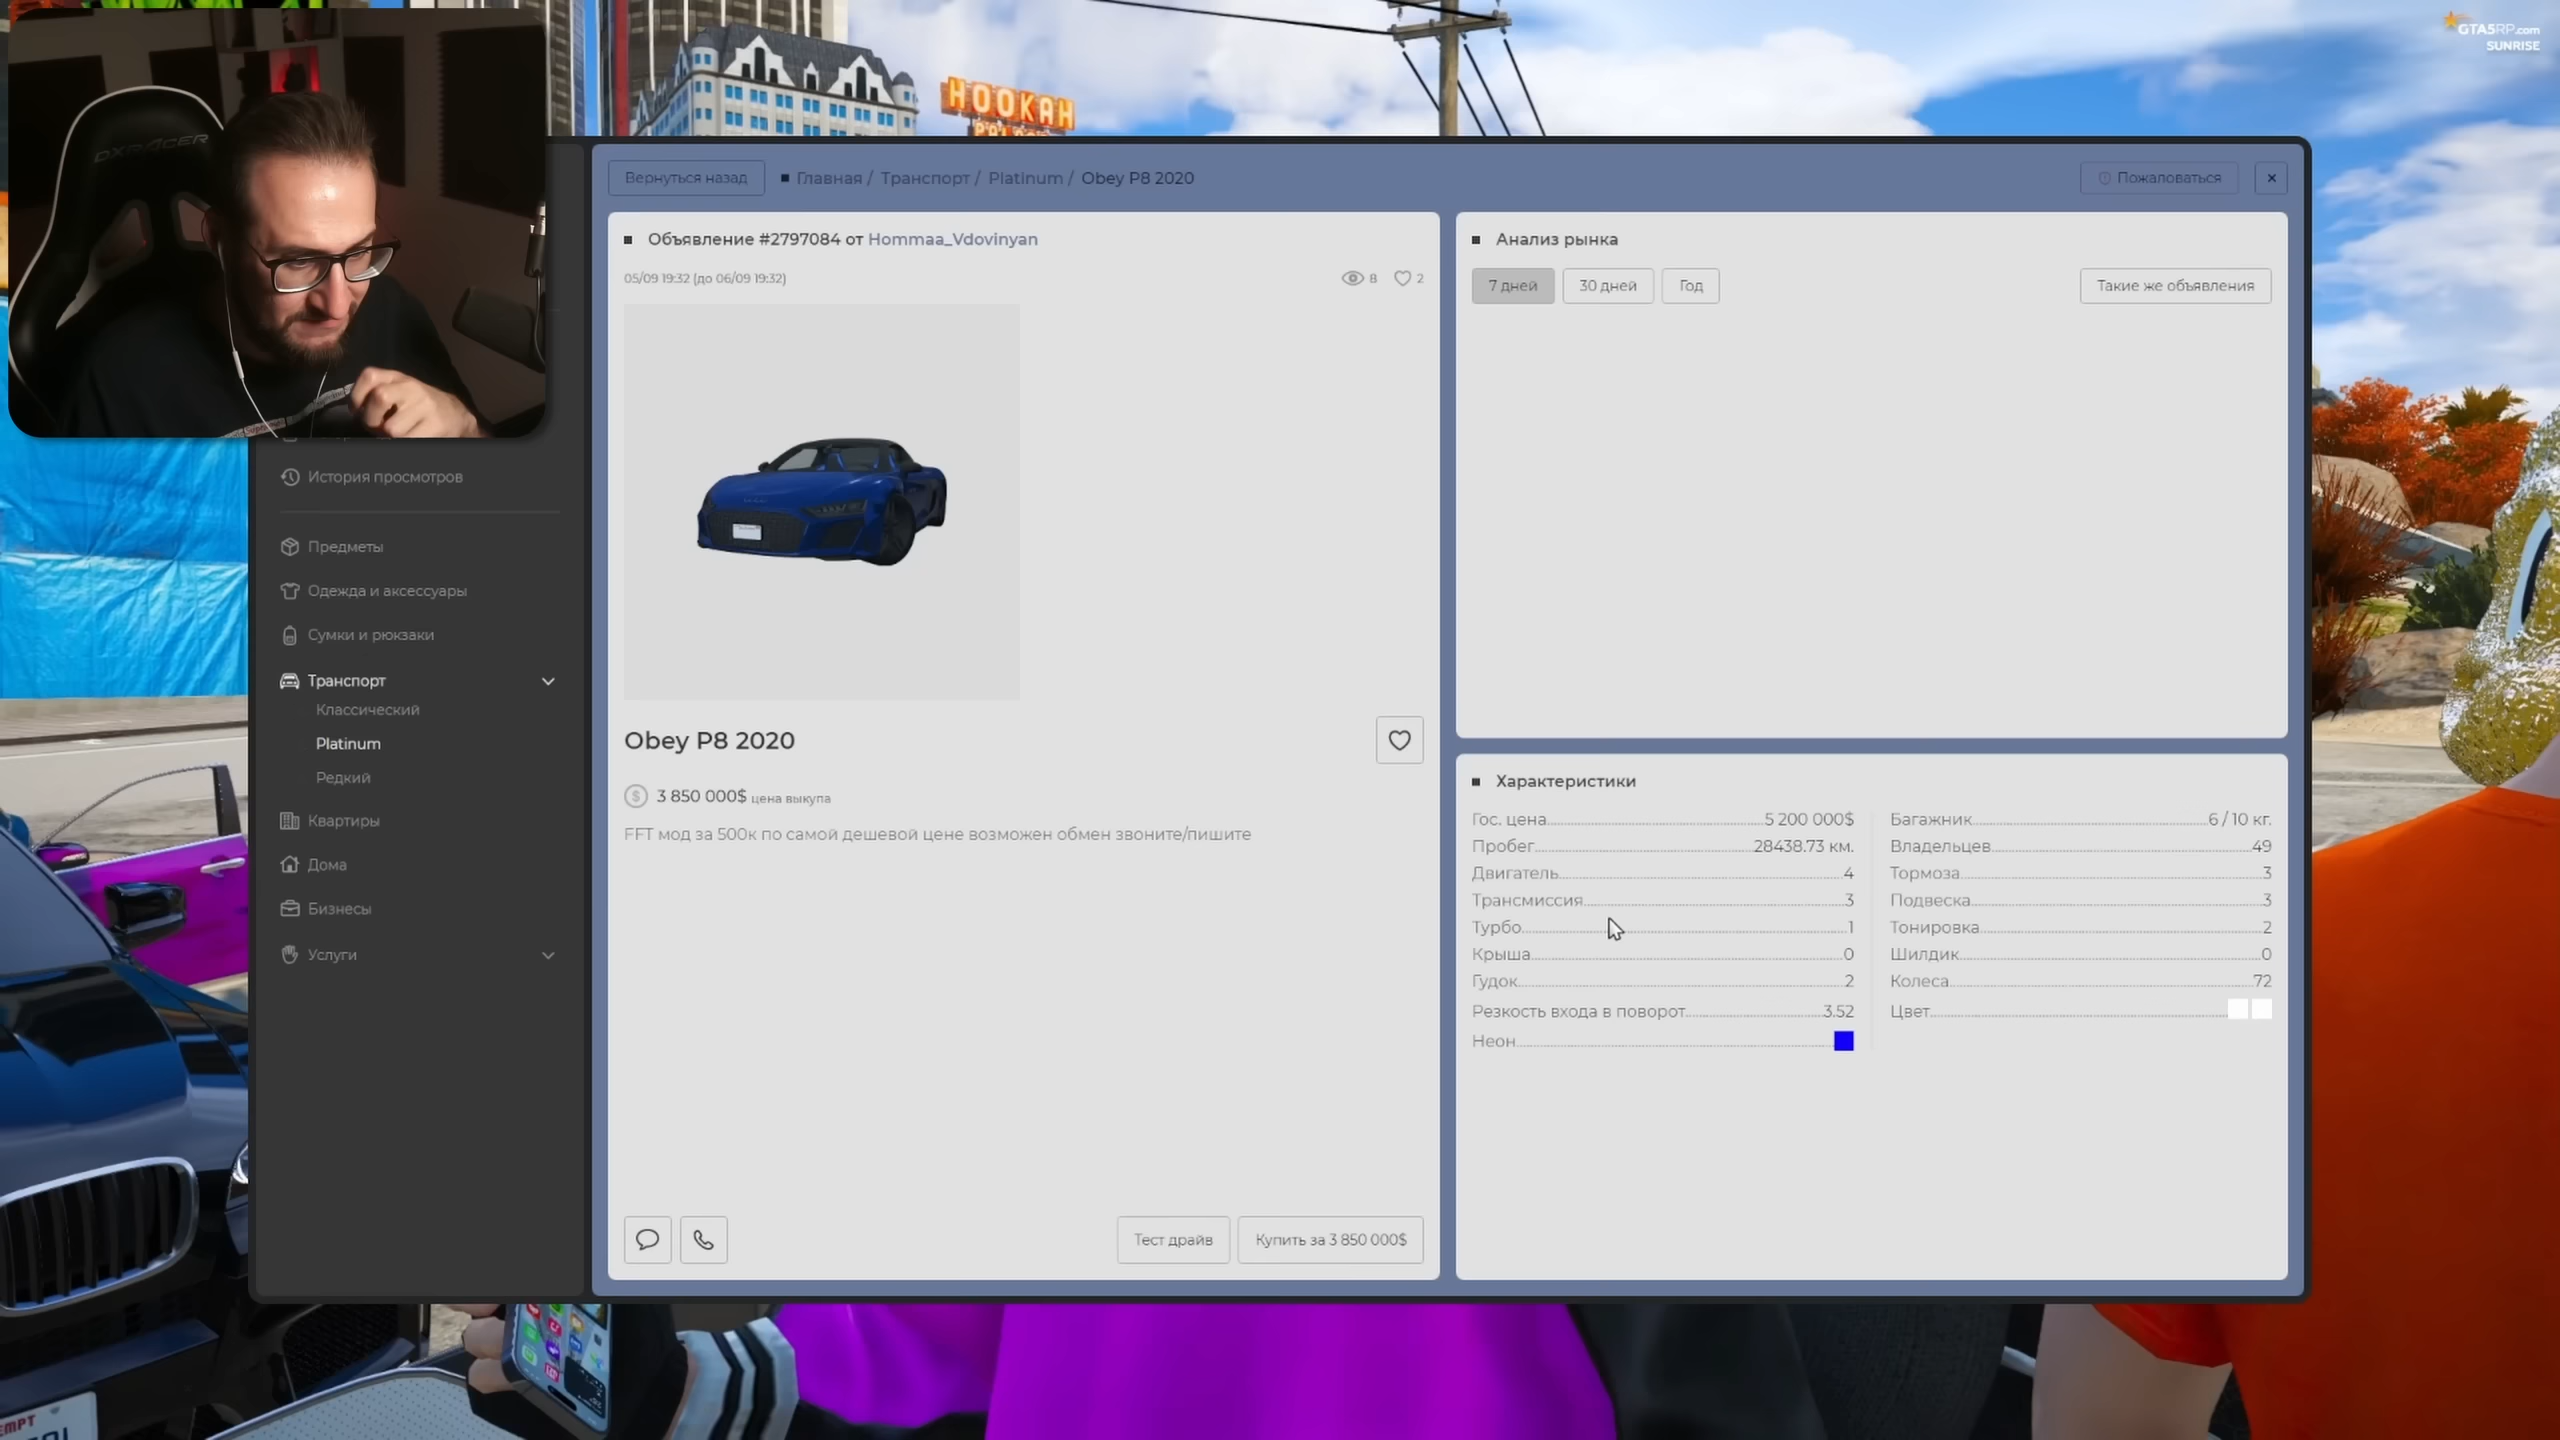 GTA5RP.com
SUNRISE
HOOKAH
DXRACER
Вернуться назад
Главная / Транспорт / Platinum / Obey P8 2020
Пожаловаться
×
Объявление #2797084 от Hommaa_Vdovinyan
05/09 19:32 (до 06/09 19:32)
8
2
Анализ рынка
7 дней
30 дней
Год
Такие же объявления
История просмотров
Предметы
Одежда и аксессуары
Сумки и рюкзаки
Транспорт
Классический
Platinum
Редкий
Квартиры
Дома
Бизнесы
Услуги
Obey P8 2020
3 850 000$ цена выкупа
FFT мод за 500к по самой дешевой цене возможен обмен звоните/пишите
Тест драйв
Купить за 3 850 000$
Характеристики
Гос. цена 5 200 000$
Пробег 28438.73 км.
Двигатель 4
Трансмиссия 3
Турбо 1
Крыша 0
Гудок 2
Резкость входа в поворот 3.52
Неон
Багажник 6 / 10 кг.
Владельцев 49
Тормоза 3
Подвеска 3
Тонировка 2
Шилдик 0
Колеса 72
Цвет